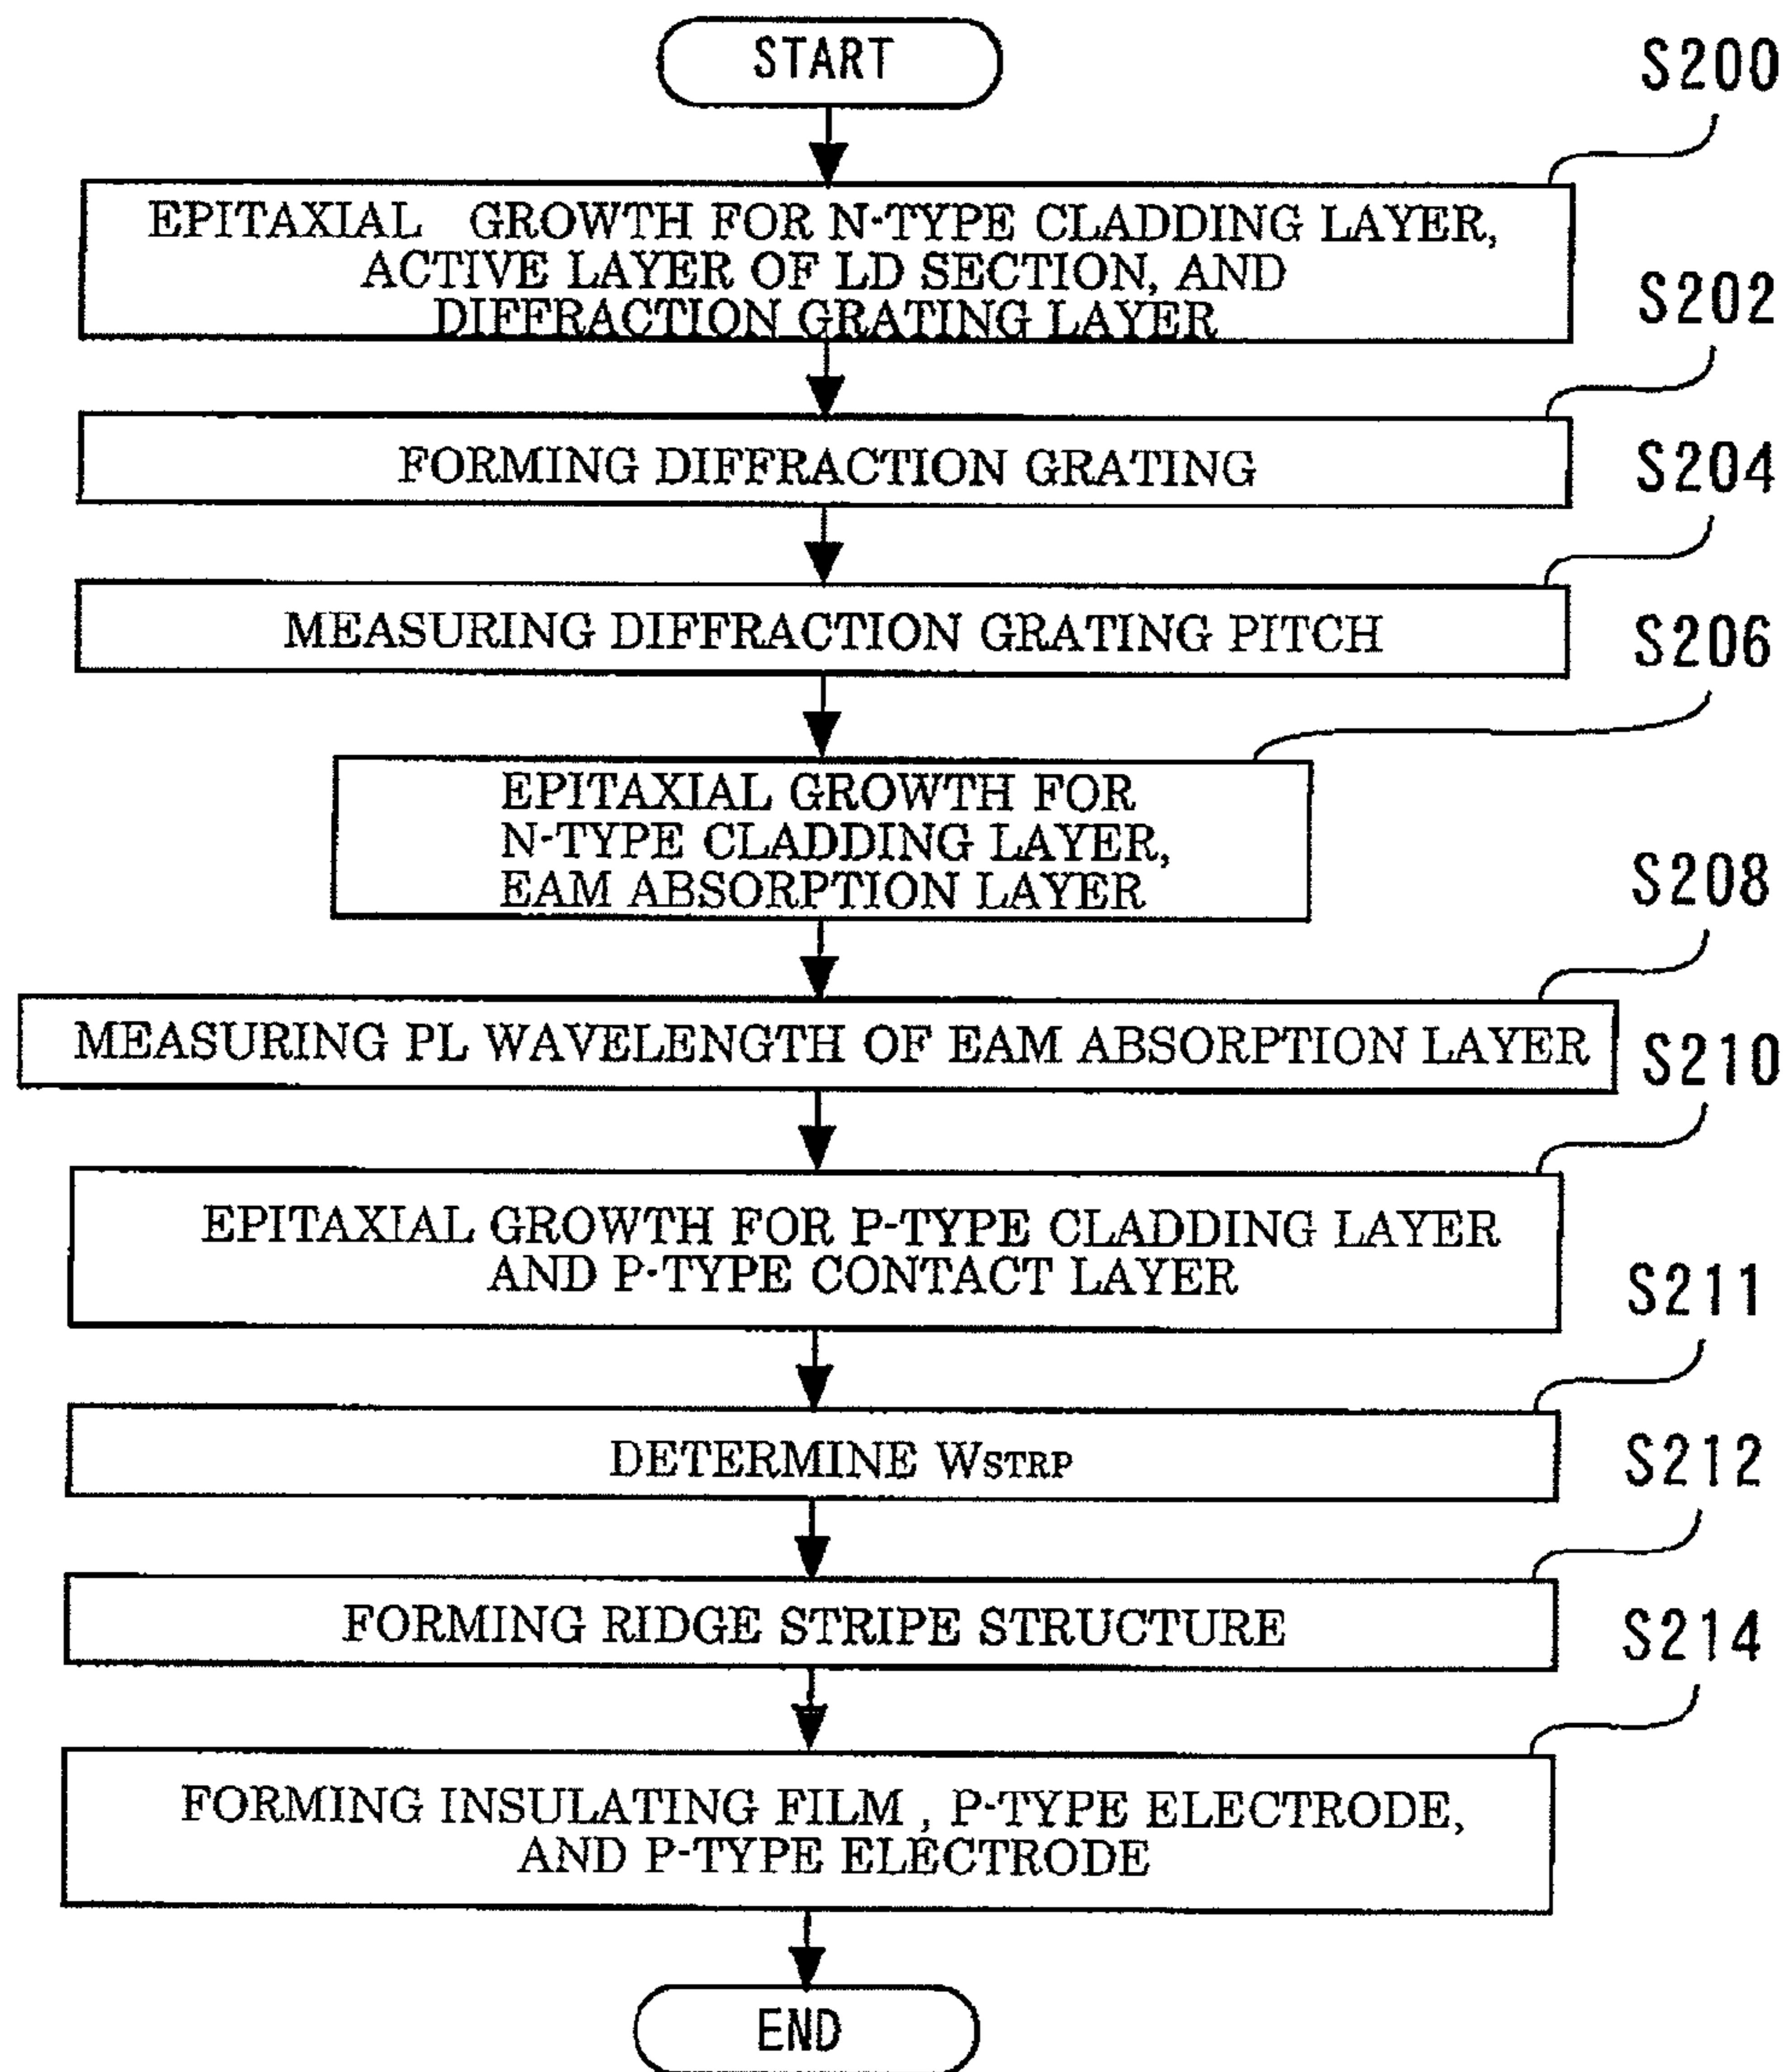 START
S200
EPITAXIAL GROWTH FOR N-TYPE CLADDING LAYER,
ACTIVE LAYER OF LD SECTION, AND
DIFFRACTION GRATING LAYER
S202
FORMING DIFFRACTION GRATING
S204
MEASURING DIFFRACTION GRATING PITCH
S206
EPITAXIAL GROWTH FOR
N-TYPE CLADDING LAYER,
EAM ABSORPTION LAYER
S208
MEASURING PL WAVELENGTH OF EAM ABSORPTION LAYER
S210
EPITAXIAL GROWTH FOR P-TYPE CLADDING LAYER
AND P-TYPE CONTACT LAYER
S211
DETERMINE WSTRP
S212
FORMING RIDGE STRIPE STRUCTURE
S214
FORMING INSULATING FILM , P-TYPE ELECTRODE,
AND P-TYPE ELECTRODE
END